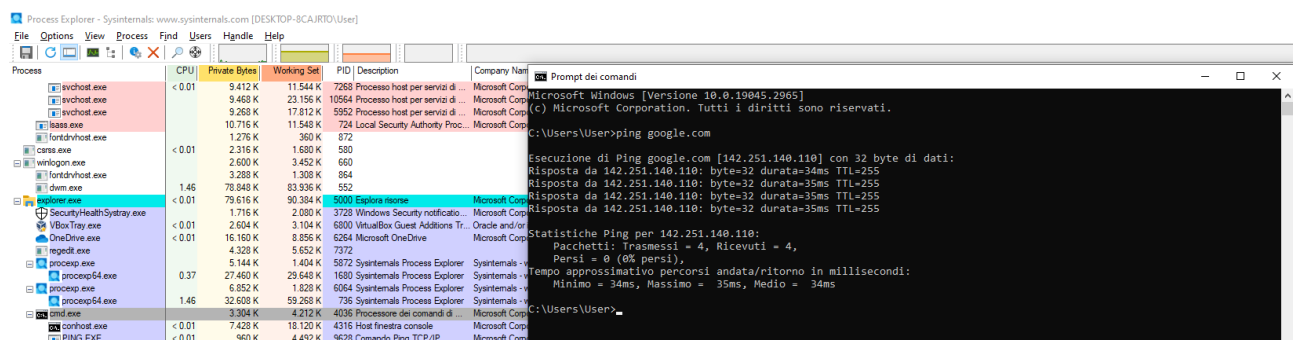 Process Explorer - Sysinternals: www.sysinternals.com [DESKTOP-8CAJRTO\User]
File Options View Process Find Users Handle Help
Process CPU Private Bytes Working Set PID Description Company Nam
svchost.exe < 0.01 9.412 K 11.544 K 7268 Processo host per servizi di ... Microsoft Corp
svchost.exe 9.468 K 23.156 K 10564 Processo host per servizi di ... Microsoft Corp
svchost.exe 9.268 K 17.812 K 5952 Processo host per servizi di ... Microsoft Corp
lsass.exe 10.716 K 11.548 K 724 Local Security Authority Proc... Microsoft Corp
fontdrvhost.exe 1.276 K 360 K 872
csrss.exe < 0.01 2.316 K 1.680 K 580
winlogon.exe 2.600 K 3.452 K 660
fontdrvhost.exe 3.288 K 1.308 K 864
dwm.exe 1.46 78.848 K 83.936 K 552
explorer.exe < 0.01 79.616 K 90.384 K 5000 Esplora risorse Microsoft Corp
SecurityHealthSystray.exe 1.716 K 2.080 K 3728 Windows Security notificatio... Microsoft Corp
VBoxTray.exe < 0.01 2.604 K 3.104 K 6800 VirtualBox Guest Additions Tr... Oracle and/or
OneDrive.exe < 0.01 16.160 K 8.856 K 6264 Microsoft OneDrive Microsoft Corp
regedit.exe 4.328 K 5.652 K 7372
procexp.exe 5.144 K 1.404 K 5872 Sysinternals Process Explorer Sysinternals - w
procexp64.exe 0.37 27.460 K 29.648 K 1680 Sysinternals Process Explorer Sysinternals - w
procexp.exe 6.852 K 1.828 K 6064 Sysinternals Process Explorer Sysinternals - w
procexp64.exe 1.46 32.608 K 59.268 K 736 Sysinternals Process Explorer Sysinternals - w
cmd.exe 3.304 K 4.212 K 4036 Processore dei comandi di ... Microsoft Corp
conhost.exe < 0.01 7.428 K 18.120 K 4316 Host finestra console Microsoft Corp
PING.EXE < 0.01 960 K 4.492 K 9628 Comando Ping TCP/IP Microsoft Corp
Prompt dei comandi
Microsoft Windows [Versione 10.0.19045.2965]
(c) Microsoft Corporation. Tutti i diritti sono riservati.
C:\Users\User>ping google.com
Esecuzione di Ping google.com [142.251.140.110] con 32 byte di dati:
Risposta da 142.251.140.110: byte=32 durata=34ms TTL=255
Risposta da 142.251.140.110: byte=32 durata=35ms TTL=255
Risposta da 142.251.140.110: byte=32 durata=35ms TTL=255
Risposta da 142.251.140.110: byte=32 durata=35ms TTL=255
Statistiche Ping per 142.251.140.110:
Pacchetti: Trasmessi = 4, Ricevuti = 4,
Persi = 0 (0% persi),
Tempo approssimativo percorsi andata/ritorno in millisecondi:
Minimo = 34ms, Massimo = 35ms, Medio = 34ms
C:\Users\User>